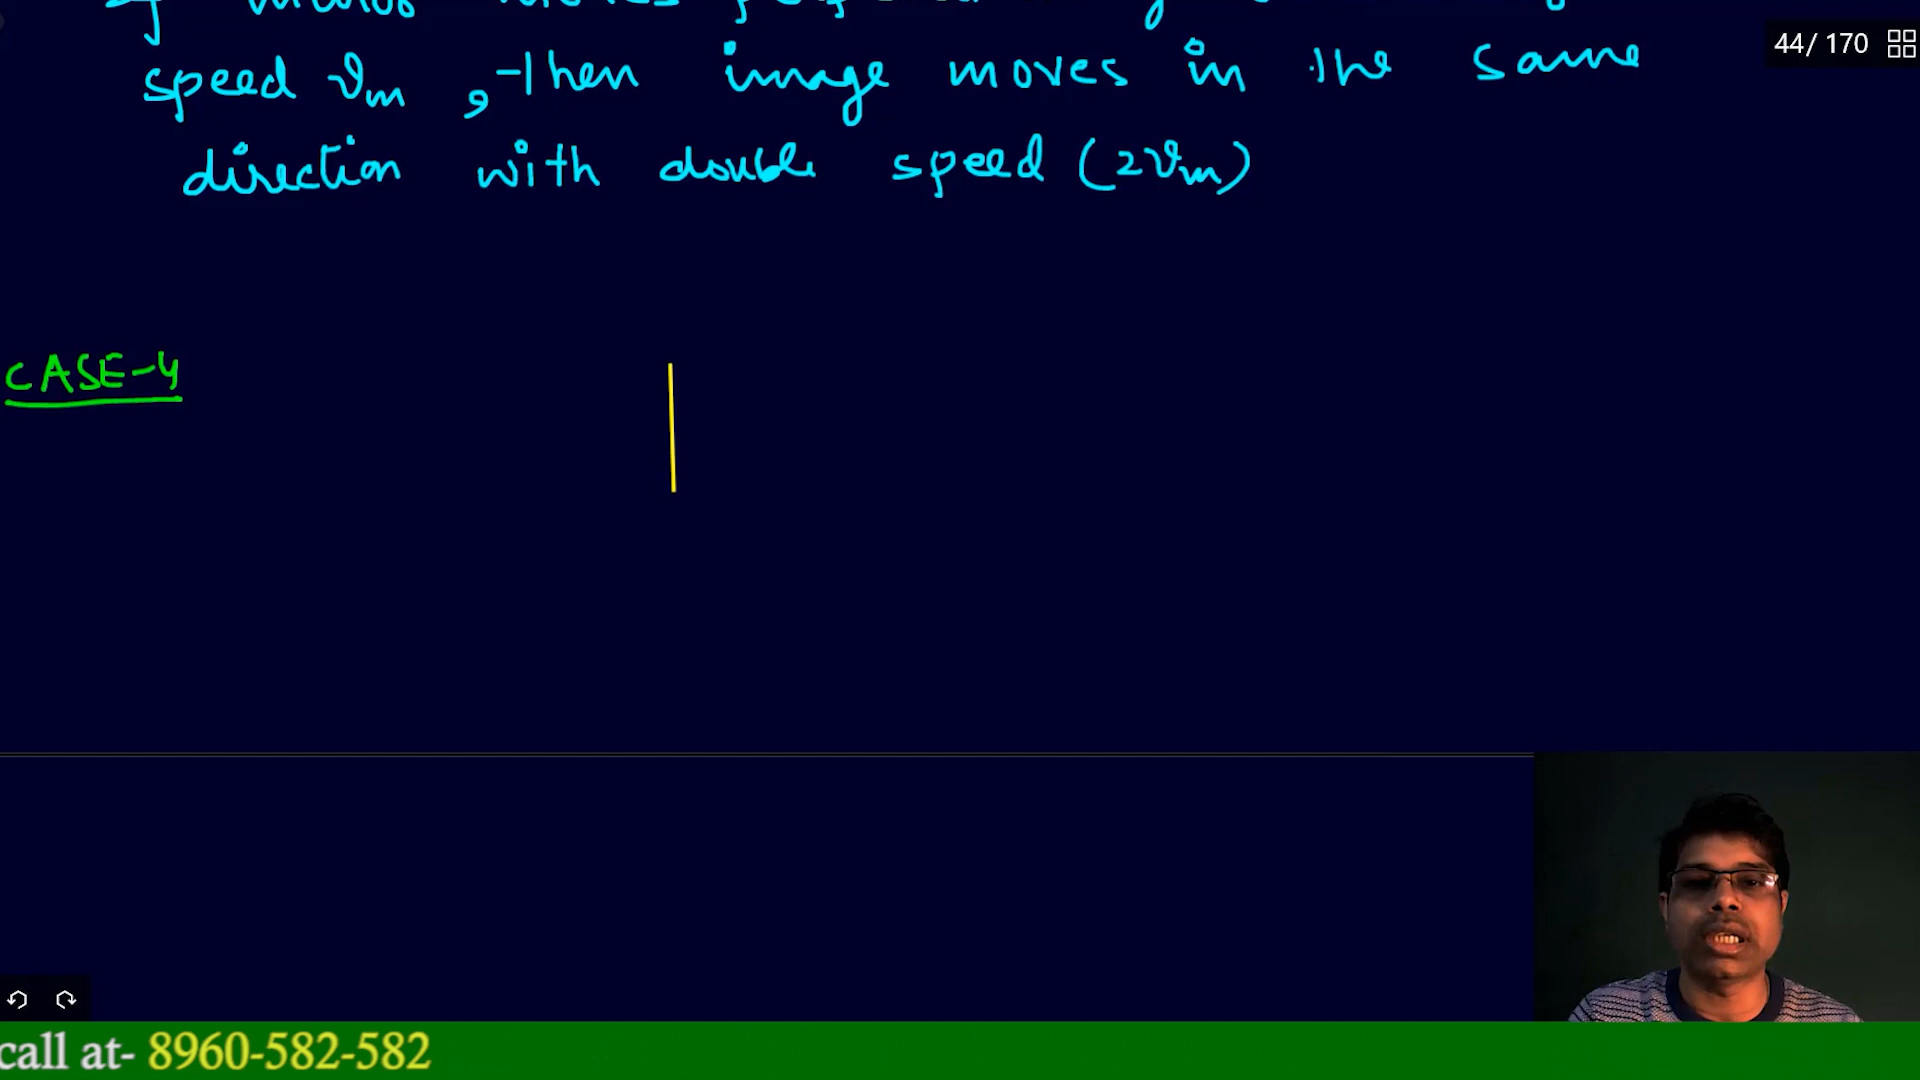 moves
44/170
speed vm, then image moves in the same
direction with double speed (2vm)
CASE-4
call at- 8960-582-582